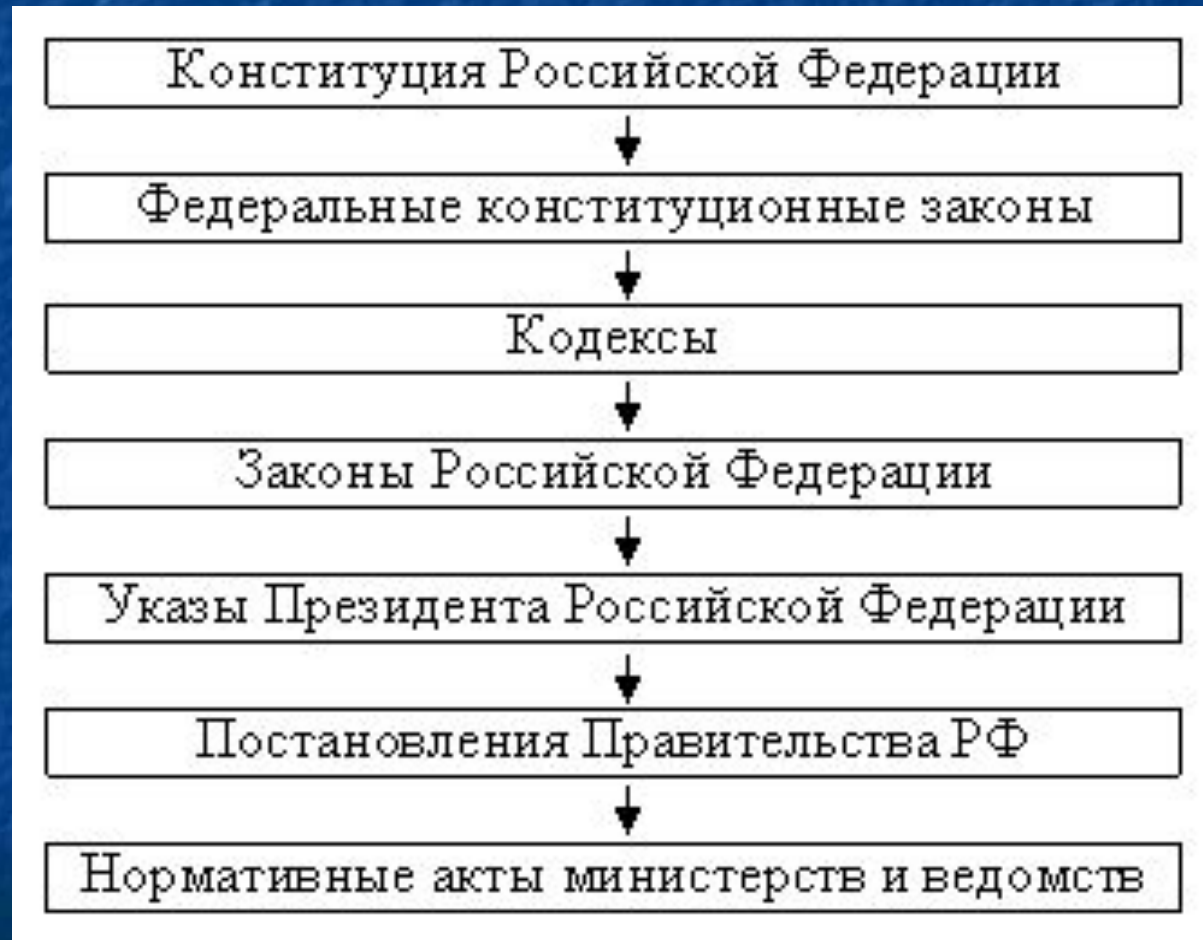 Конституция Российской Федерации
Федеральные конституционные законы
Кодексы
Законы Российской Федерации
Указы Президента Российской Федерации
Постановления Правительства РФ
Нормативные акты министерств и ведомств